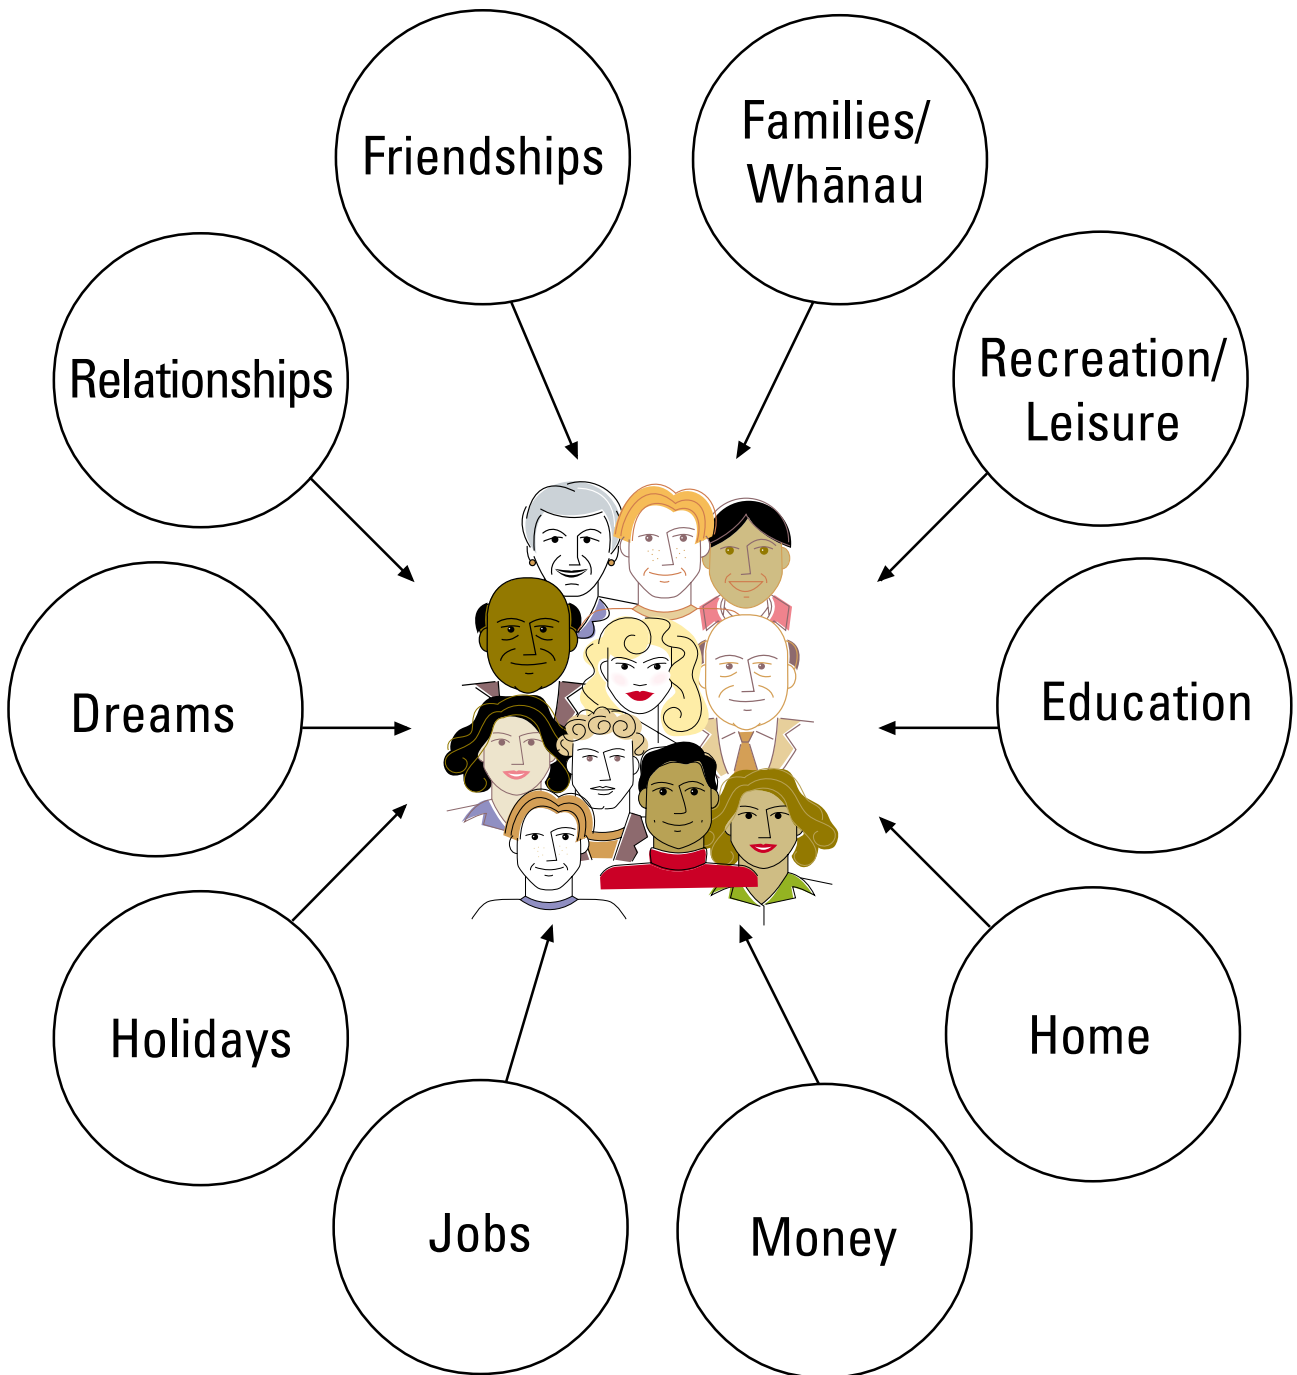 Friendships
Families/
Whānau
Relationships
Recreation/
Leisure
Dreams
Education
Holidays
Home
Jobs
Money